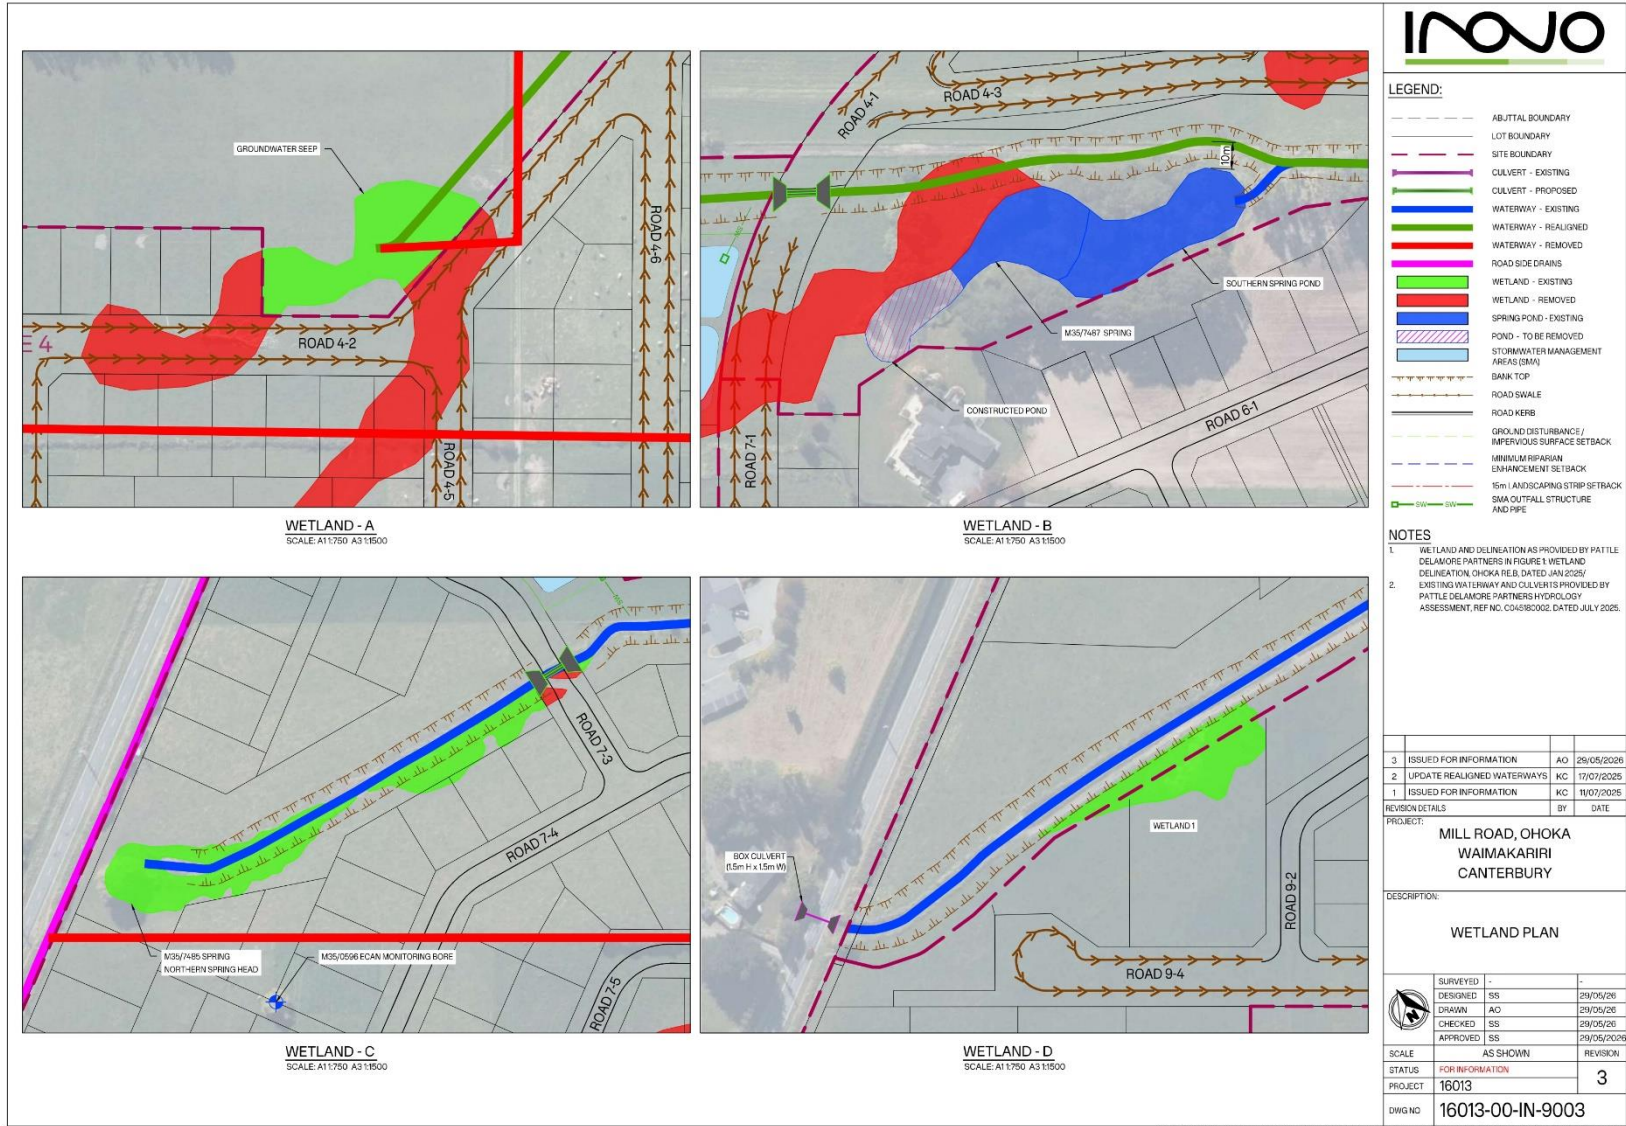 GROUNDWATER SEEP
ROAD 4-6
ROAD 4-2
E 4
ROAD 4-5
WETLAND - A
SCALE: A1 1:750 A3 1:1500
ROAD 4-1
ROAD 4-3
10m
SW
SOUTHERN SPRING POND
M35/7487 SPRING
CONSTRUCTED POND
ROAD 6-1
ROAD 7-1
WETLAND - B
SCALE: A1 1:750 A3 1:1500
SW
ROAD 7-3
ROAD 7-4
M35/7485 SPRING
NORTHERN SPRING HEAD
M35/0596 ECAN MONITORING BORE
ROAD 7-5
WETLAND - C
SCALE: A1 1:750 A3 1:1500
WETLAND 1
BOX CULVERT
(1.5m H x 1.5m W)
ROAD 9-2
ROAD 9-4
WETLAND - D
SCALE: A1 1:750 A3 1:1500
INOVO
LEGEND:
ABUTTAL BOUNDARY
LOT BOUNDARY
SITE BOUNDARY
CULVERT - EXISTING
CULVERT - PROPOSED
WATERWAY - EXISTING
WATERWAY - REALIGNED
WATERWAY - REMOVED
ROAD SIDE DRAINS
WETLAND - EXISTING
WETLAND - REMOVED
SPRING POND - EXISTING
POND - TO BE REMOVED
STORMWATER MANAGEMENT
AREAS (SMA)
BANK TOP
ROAD SWALE
ROAD KERB
GROUND DISTURBANCE /
IMPERVIOUS SURFACE SETBACK
MINIMUM RIPARIAN
ENHANCEMENT SETBACK
15m LANDSCAPING STRIP SETBACK
SW SW SMA OUTFALL STRUCTURE
AND PIPE
NOTES
1. WETLAND AND DELINEATION AS PROVIDED BY PATTLE
DELAMORE PARTNERS IN FIGURE 1: WETLAND
DELINEATION, OHOKA RE.B, DATED JAN 2025/
2. EXISTING WATERWAY AND CULVERTS PROVIDED BY
PATTLE DELAMORE PARTNERS HYDROLOGY
ASSESSMENT, REF NO. C045180002. DATED JULY 2025.
3 ISSUED FOR INFORMATION AO 29/05/2026
2 UPDATE REALIGNED WATERWAYS KC 17/07/2025
1 ISSUED FOR INFORMATION KC 11/07/2025
REVISION DETAILS BY DATE
PROJECT:
MILL ROAD, OHOKA
WAIMAKARIRI
CANTERBURY
DESCRIPTION:
WETLAND PLAN
N
SURVEYED - -
DESIGNED SS 29/05/26
DRAWN AO 29/05/26
CHECKED SS 29/05/26
APPROVED SS 29/05/2026
SCALE AS SHOWN REVISION
STATUS FOR INFORMATION 3
PROJECT 16013
DWG NO 16013-00-IN-9003